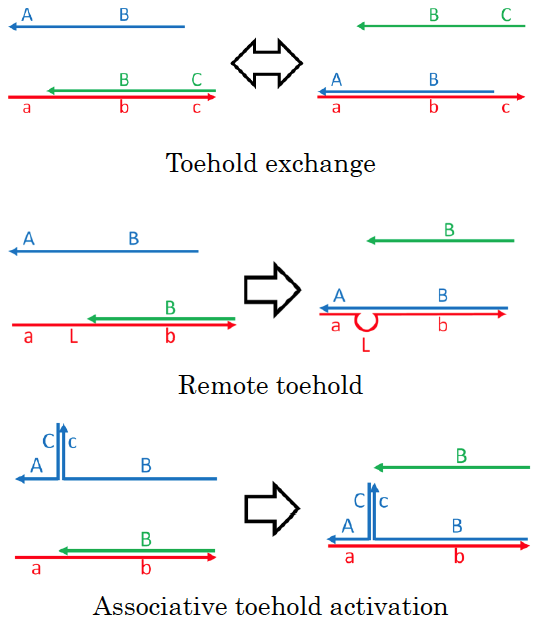 A B B C
B C A B
a b c a b c
Toehold exchange
A B B
B A B
a L b a b
L
Remote toehold
C c B
A B C c
B A B
a b a b
Associative toehold activation